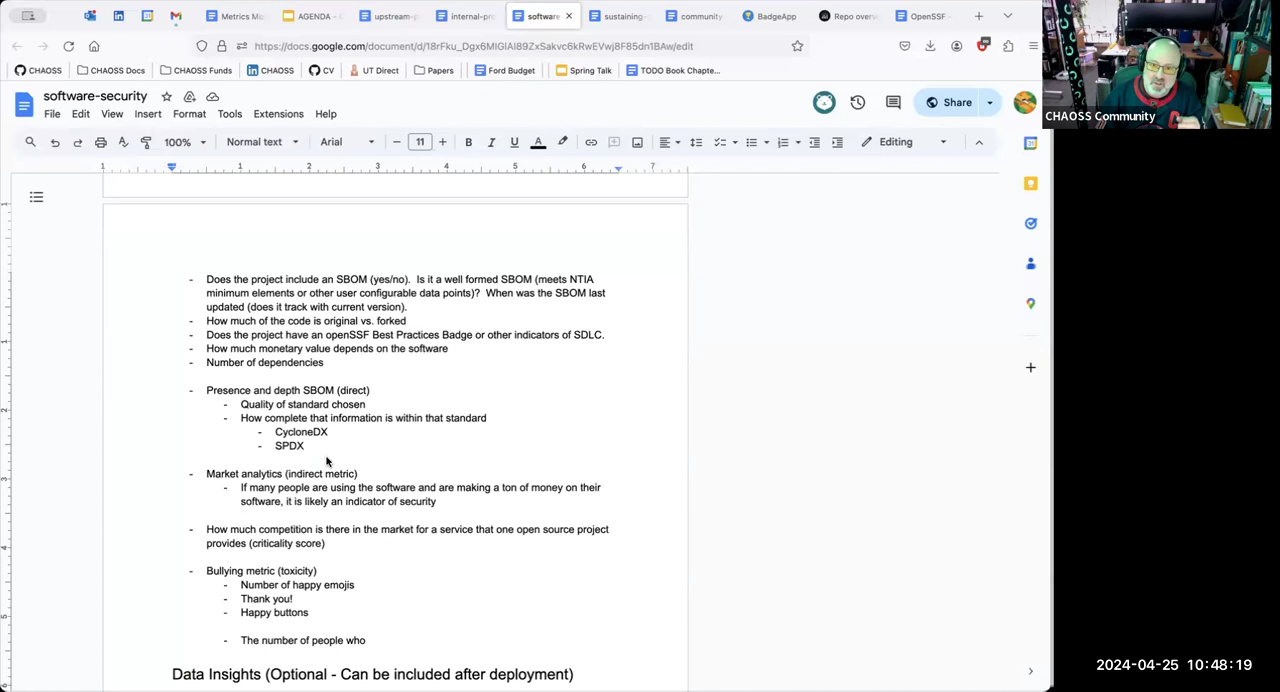 Metrics Mo
AGENDA –
upstream-p
internal-pro
software
sustaining-
community
BadgeApp
Repo over
OpenSSF -
https://docs.google.com/document/d/18rFku_Dgx6MIGlAI89ZxSakvc6kRwEVwj8F85dn1BAw/edit
CHAOSS
CHAOSS Docs
CHAOSS Funds
CHAOSS
CV
UT Direct
Papers
Ford Budget
Spring Talk
TODO Book Chapte...
software-security
File Edit View Insert Format Tools Extensions Help
Share
100% Normal text Arial 11 B I U A Editing
1 1 2 3 4 5 6 7
- Does the project include an SBOM (yes/no). Is it a well formed SBOM (meets NTIA
minimum elements or other user configurable data points)? When was the SBOM last
updated (does it track with current version).
- How much of the code is original vs. forked
- Does the project have an openSSF Best Practices Badge or other indicators of SDLC.
- How much monetary value depends on the software
- Number of dependencies
- Presence and depth SBOM (direct)
- Quality of standard chosen
- How complete that information is within that standard
- CycloneDX
- SPDX
- Market analytics (indirect metric)
- If many people are using the software and are making a ton of money on their
software, it is likely an indicator of security
- How much competition is there in the market for a service that one open source project
provides (criticality score)
- Bullying metric (toxicity)
- Number of happy emojis
- Thank you!
- Happy buttons
- The number of people who
Data Insights (Optional - Can be included after deployment)
CHAOSS Community
2024-04-25 10:48:19